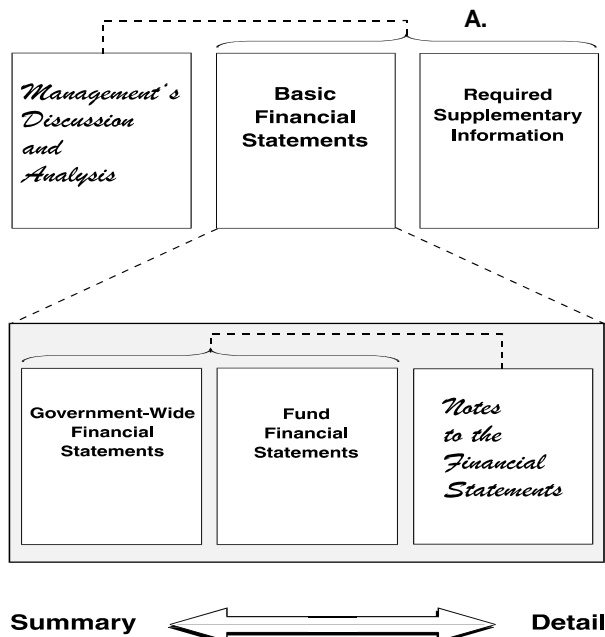 A.
Management's
Discussion
and
Analysis
Basic
Financial
Statements
Required
Supplementary
Information
Government-Wide
Financial
Statements
Fund
Financial
Statements
Notes
to the
Financial
Statements
Summary
Detail